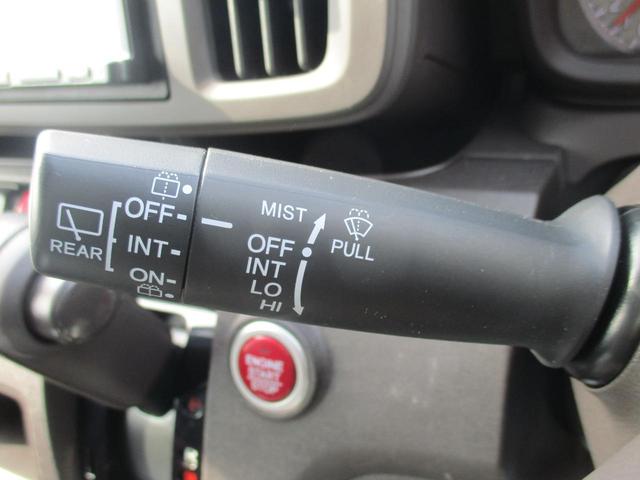 REAR
OFF
INT
ON
MIST
OFF
INT
LO
HI
PULL
ENGINE
START
STOP